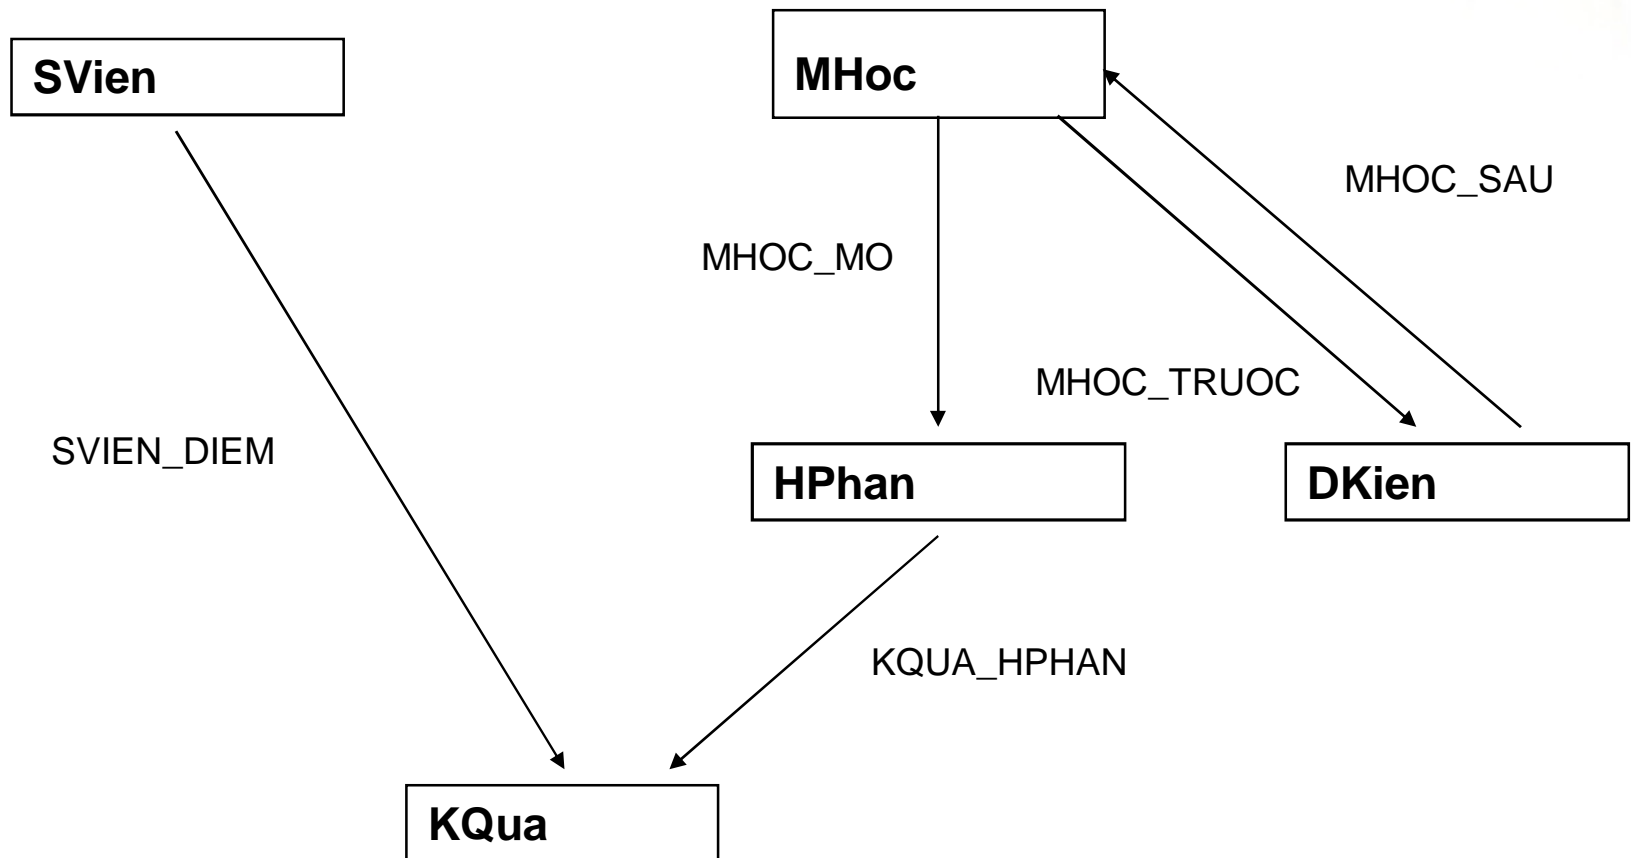 SVien
MHoc
MHOC_SAU
MHOC_MO
MHOC_TRUOC
SVIEN_DIEM
HPhan
DKien
KQUA_HPHAN
KQua